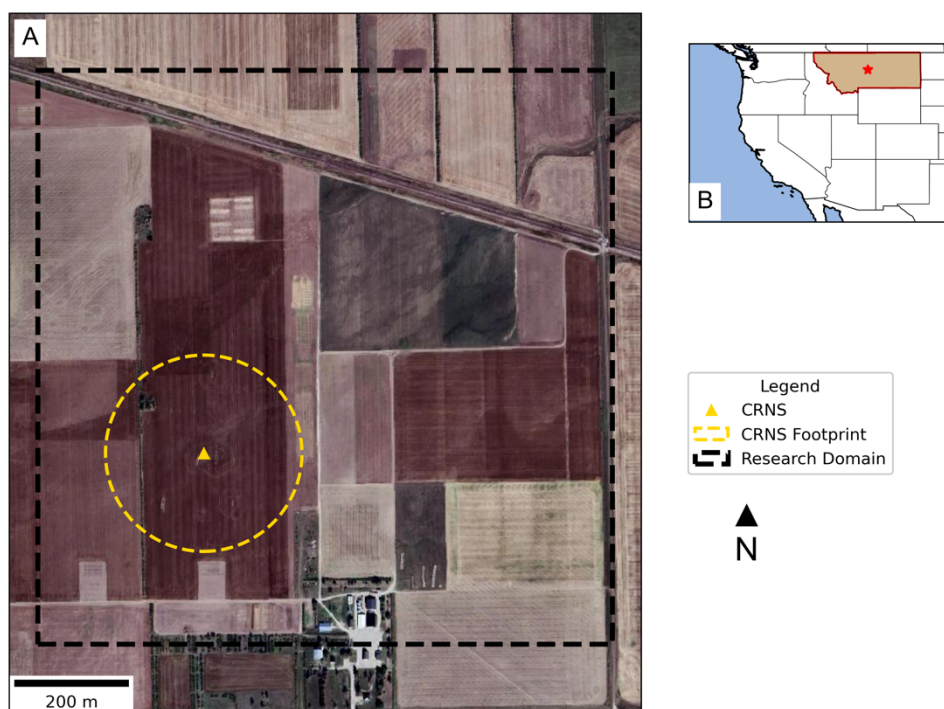 A
B
Legend
CRNS
CRNS Footprint
Research Domain
N
200 m